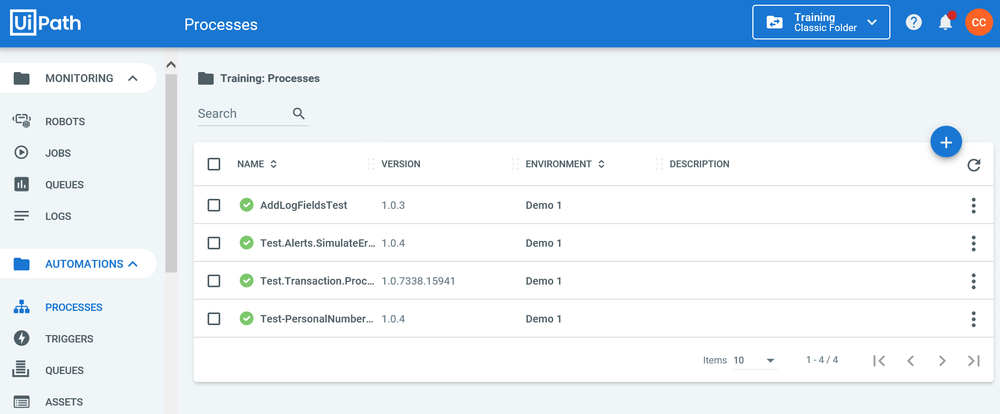 UiPath
Processes
Training
Classic Folder
CC
MONITORING
ROBOTS
JOBS
QUEUES
LOGS
AUTOMATIONS
PROCESSES
TRIGGERS
QUEUES
ASSETS
Training: Processes
Search
NAME VERSION ENVIRONMENT DESCRIPTION
AddLogFieldsTest 1.0.3 Demo 1
Test.Alerts.SimulateEr... 1.0.4 Demo 1
Test.Transaction.Proc... 1.0.7338.15941 Demo 1
Test-PersonalNumber... 1.0.4 Demo 1
Items 10 1 - 4 / 4